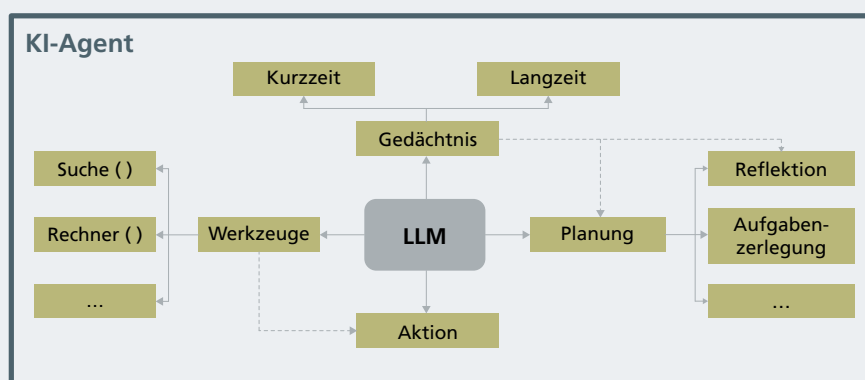 KI-Agent
Kurzzeit
Langzeit
Gedächtnis
Suche ( )
Reflektion
Rechner ( )
Werkzeuge
LLM
Planung
Aufgaben-
zerlegung
...
...
Aktion